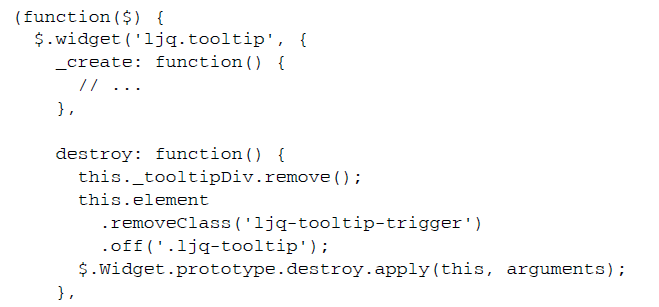 (function($) {
  $.widget('ljq.tooltip', {
    _create: function() {
      // ...
    },

    destroy: function() {
      this._tooltipDiv.remove();
      this.element
        .removeClass('ljq-tooltip-trigger')
        .off('.ljq-tooltip');
      $.Widget.prototype.destroy.apply(this, arguments);
    },